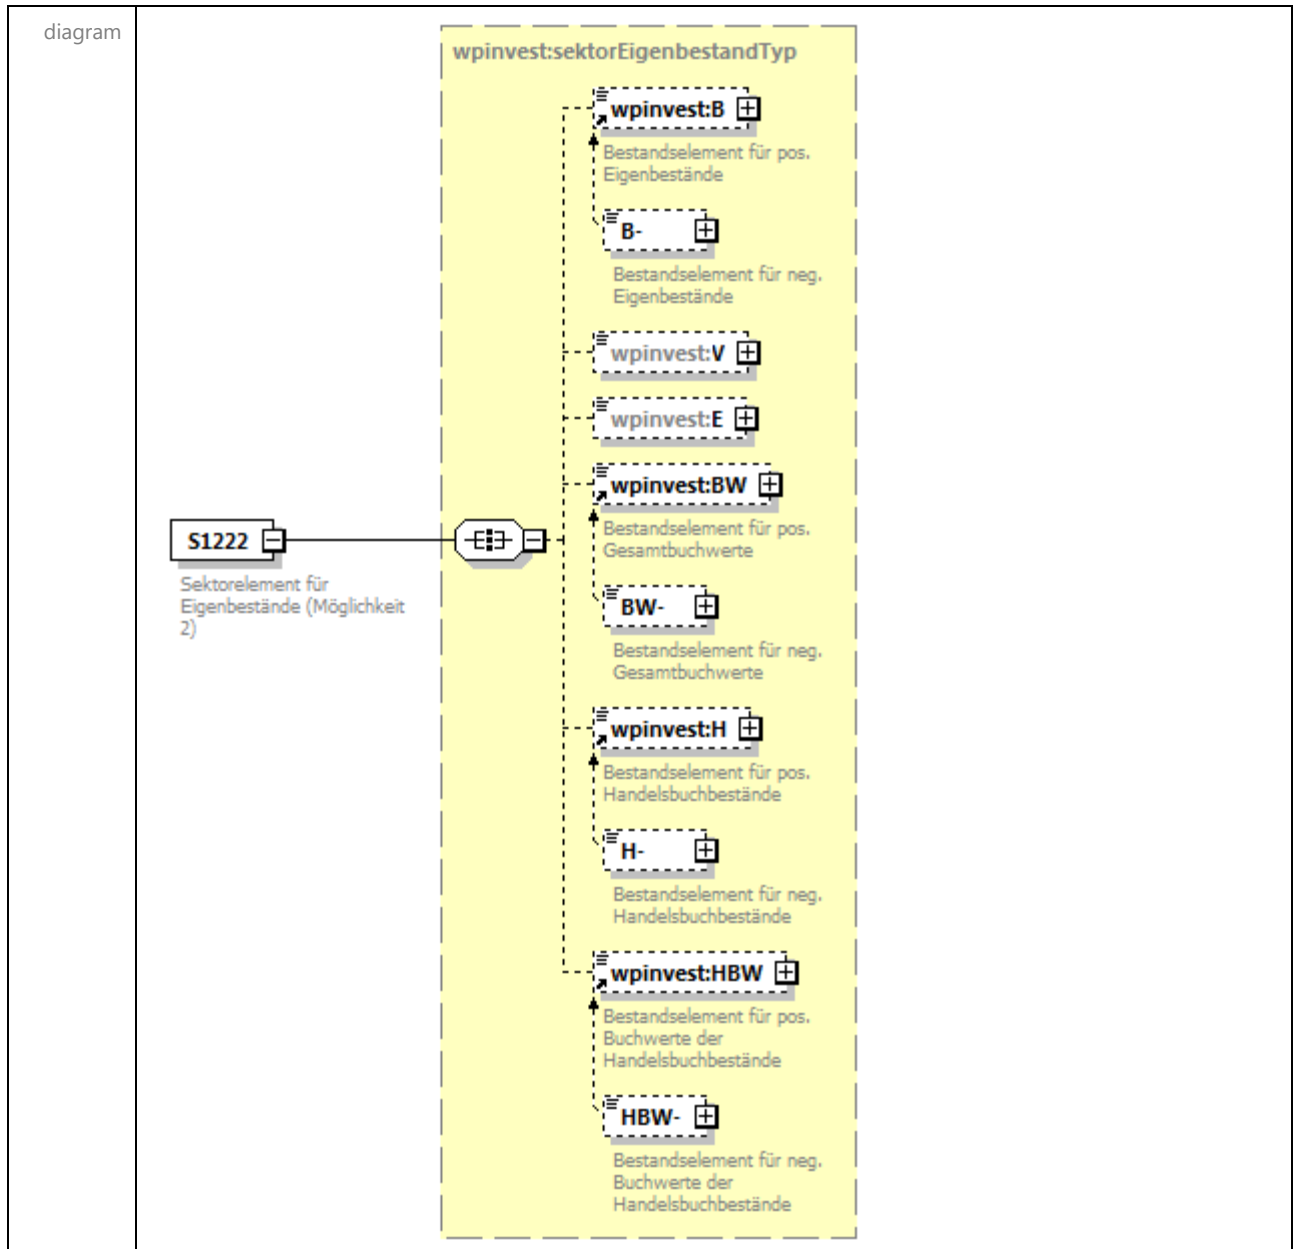 diagram
wpinvest:sektorEigenbestandTyp
wpinvest:B
Bestandselement für pos.
Eigenbestände
B-
Bestandselement für neg.
Eigenbestände
wpinvest:V
wpinvest:E
wpinvest:BW
Bestandselement für pos.
Gesamtbuchwerte
S1222
Sektorelement für
Eigenbestände (Möglichkeit
2)
BW-
Bestandselement für neg.
Gesamtbuchwerte
wpinvest:H
Bestandselement für pos.
Handelsbuchbestände
H-
Bestandselement für neg.
Handelsbuchbestände
wpinvest:HBW
Bestandselement für pos.
Buchwerte der
Handelsbuchbestände
HBW-
Bestandselement für neg.
Buchwerte der
Handelsbuchbestände